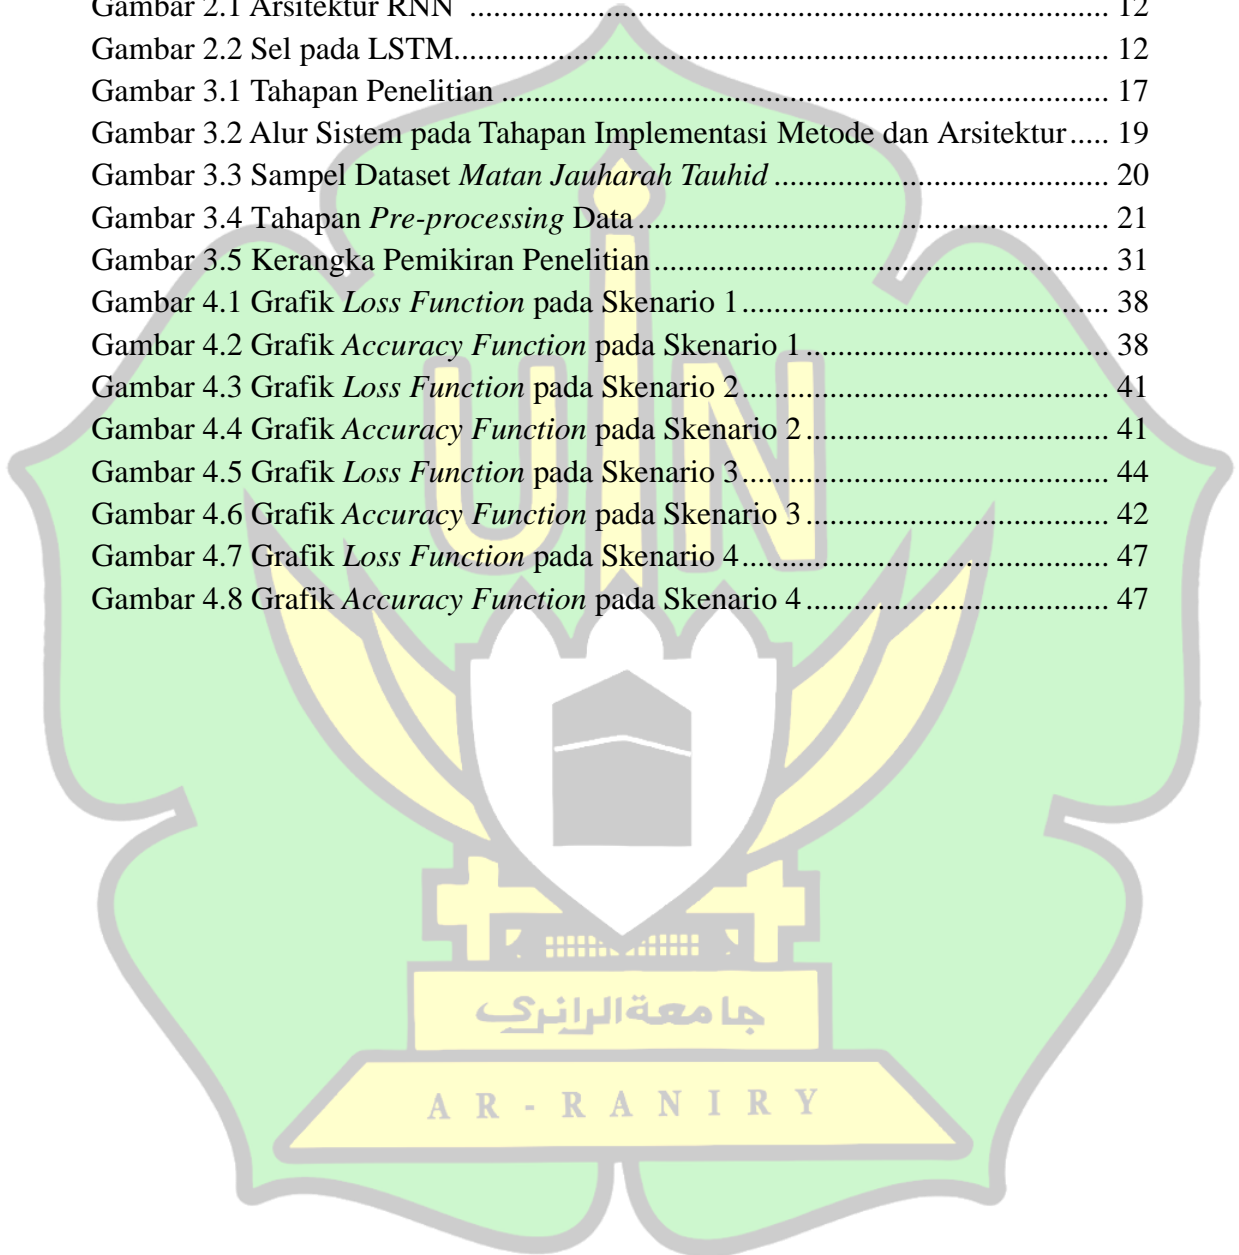 Gambar 2.1 Arsitektur RNN ........................................................................... 12
Gambar 2.2 Sel pada LSTM............................................................................. 12
Gambar 3.1 Tahapan Penelitian ....................................................................... 17
Gambar 3.2 Alur Sistem pada Tahapan Implementasi Metode dan Arsitektur..... 19
Gambar 3.3 Sampel Dataset Matan Jauharah Tauhid ........................................ 20
Gambar 3.4 Tahapan Pre-processing Data ........................................................ 21
Gambar 3.5 Kerangka Pemikiran Penelitian ...................................................... 31
Gambar 4.1 Grafik Loss Function pada Skenario 1 ............................................ 38
Gambar 4.2 Grafik Accuracy Function pada Skenario 1 ..................................... 38
Gambar 4.3 Grafik Loss Function pada Skenario 2............................................ 41
Gambar 4.4 Grafik Accuracy Function pada Skenario 2 ..................................... 41
Gambar 4.5 Grafik Loss Function pada Skenario 3............................................ 44
Gambar 4.6 Grafik Accuracy Function pada Skenario 3 ..................................... 42
Gambar 4.7 Grafik Loss Function pada Skenario 4............................................ 47
Gambar 4.8 Grafik Accuracy Function pada Skenario 4 ..................................... 47
UIN
جامعةالرانري
AR-RANIRY